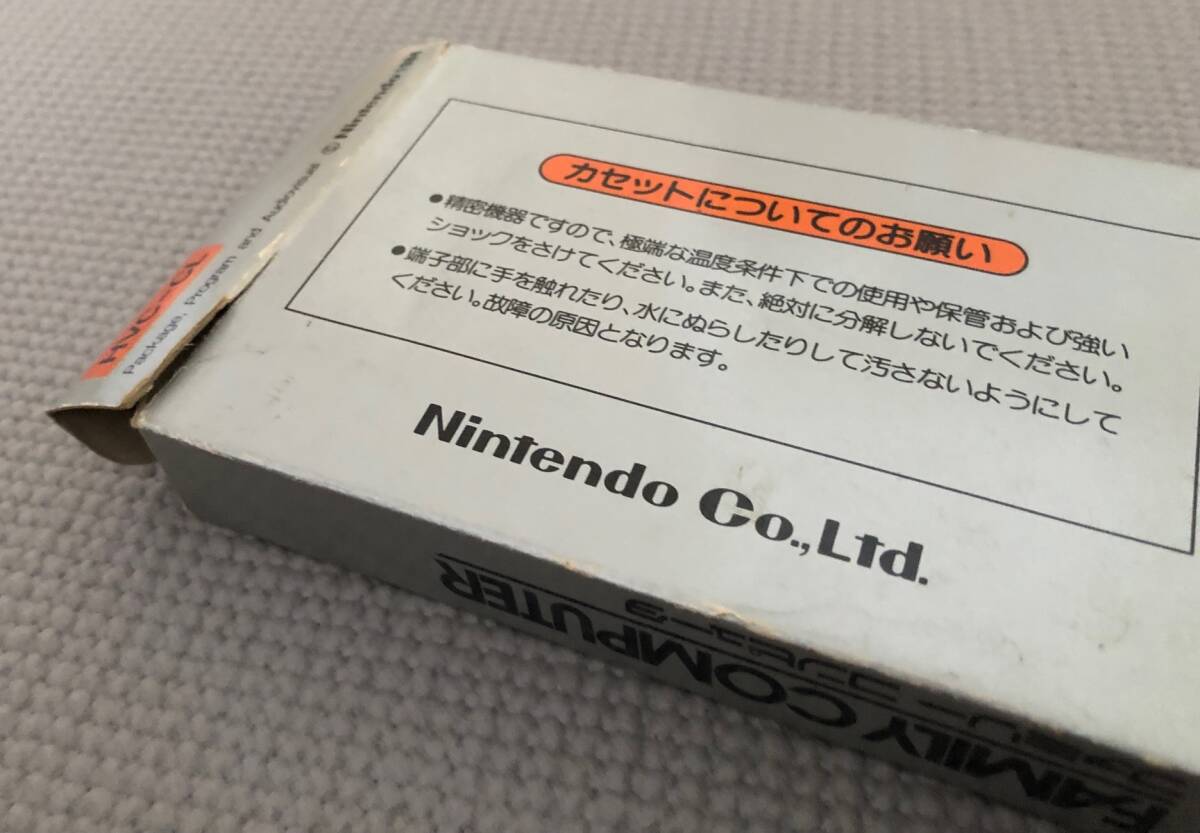 カセットについてのお願い
●精密機器ですので、極端な温度条件下での使用や保管および強い
ショックをさけてください。また、絶対に分解しないでください。
●端子部に手を触れたり、水にぬらしたりして汚さないようにして
ください。故障の原因となります。
Nintendo Co.,Ltd.
HVC-CL
Package, Program and Audiovisual © Nintendo
FAMILY COMPUTER